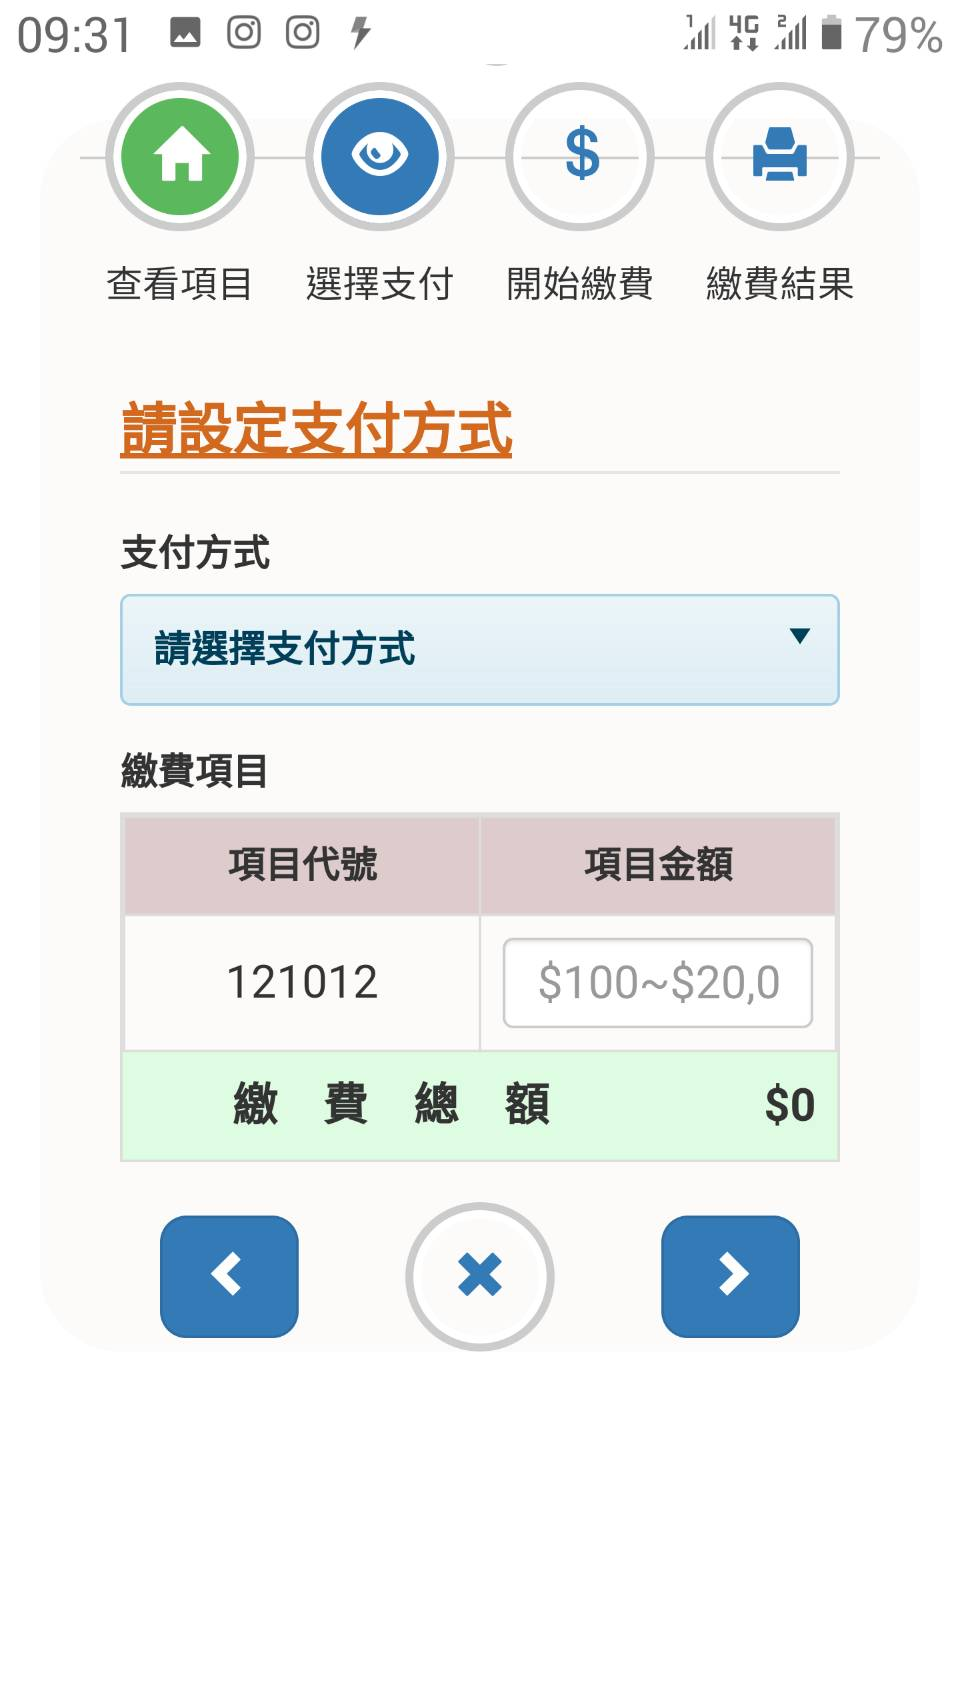 09:31 1 4G 2 79%
$
查看項目 選擇支付 開始繳費 繳費結果
請設定支付方式
支付方式
請選擇支付方式
繳費項目
項目代號 項目金額
121012 $100~$20,0
繳 費 總 額 $0